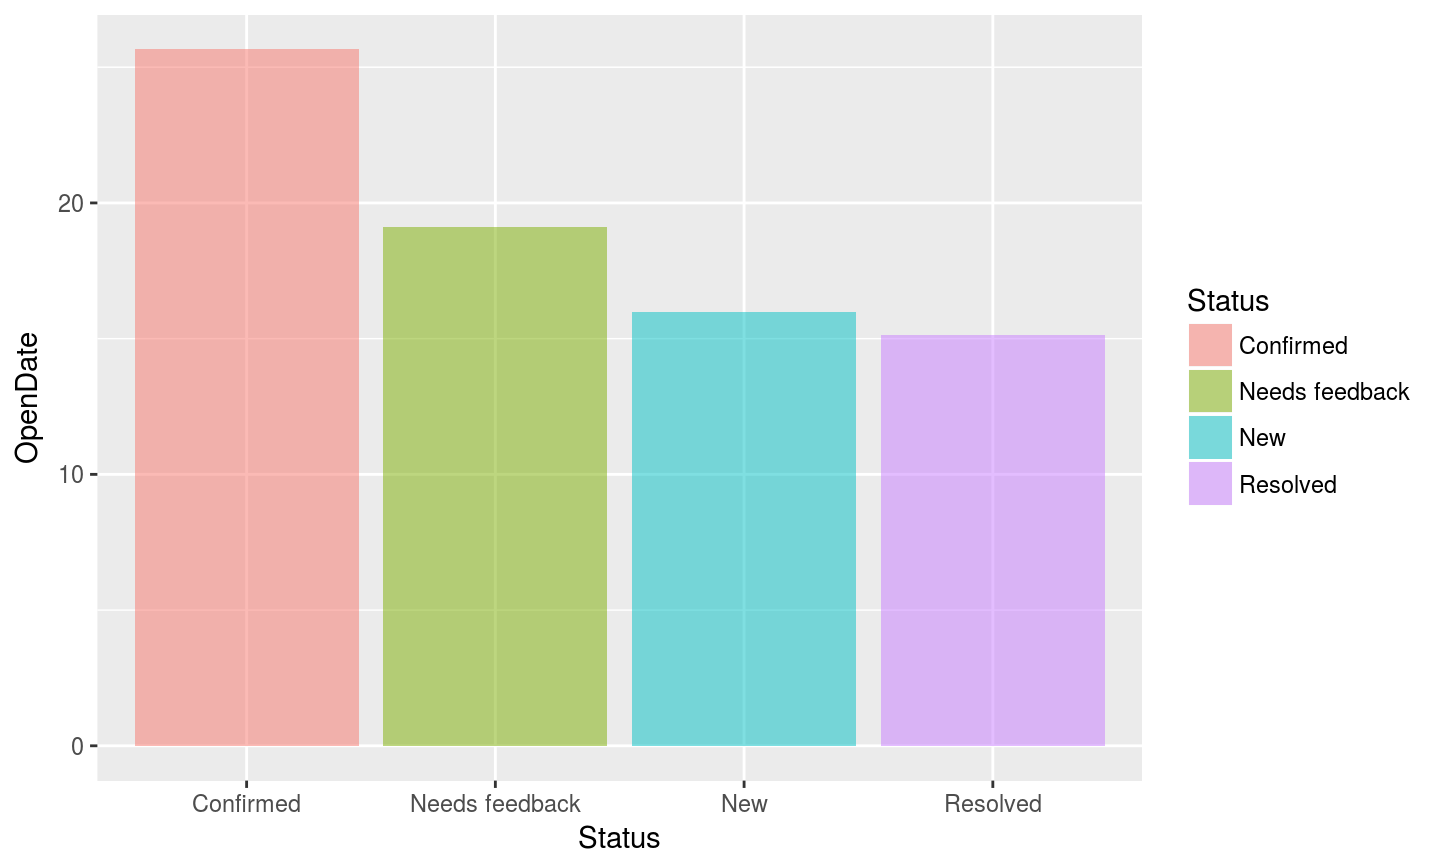 OpenDate
20
10
0
Confirmed
Needs feedback
New
Resolved
Status
Status
Confirmed
Needs feedback
New
Resolved